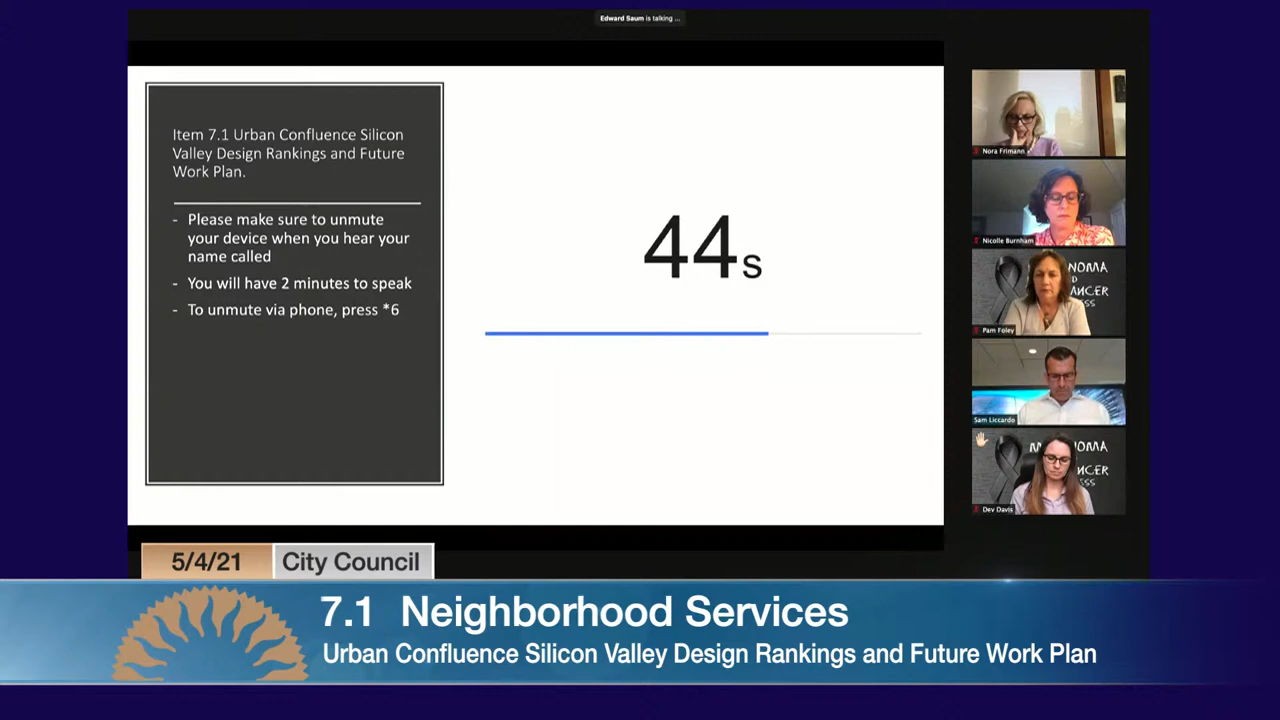 Edward Saum is talking ...
Item 7.1 Urban Confluence Silicon
Valley Design Rankings and Future
Work Plan.
- Please make sure to unmute
your device when you hear your
name called
- You will have 2 minutes to speak
- To unmute via phone, press *6
44s
Nora Frimann
Nicolle Burnham
Pam Foley
Sam Liccardo
Dev Davis
5/4/21 City Council
7.1 Neighborhood Services
Urban Confluence Silicon Valley Design Rankings and Future Work Plan